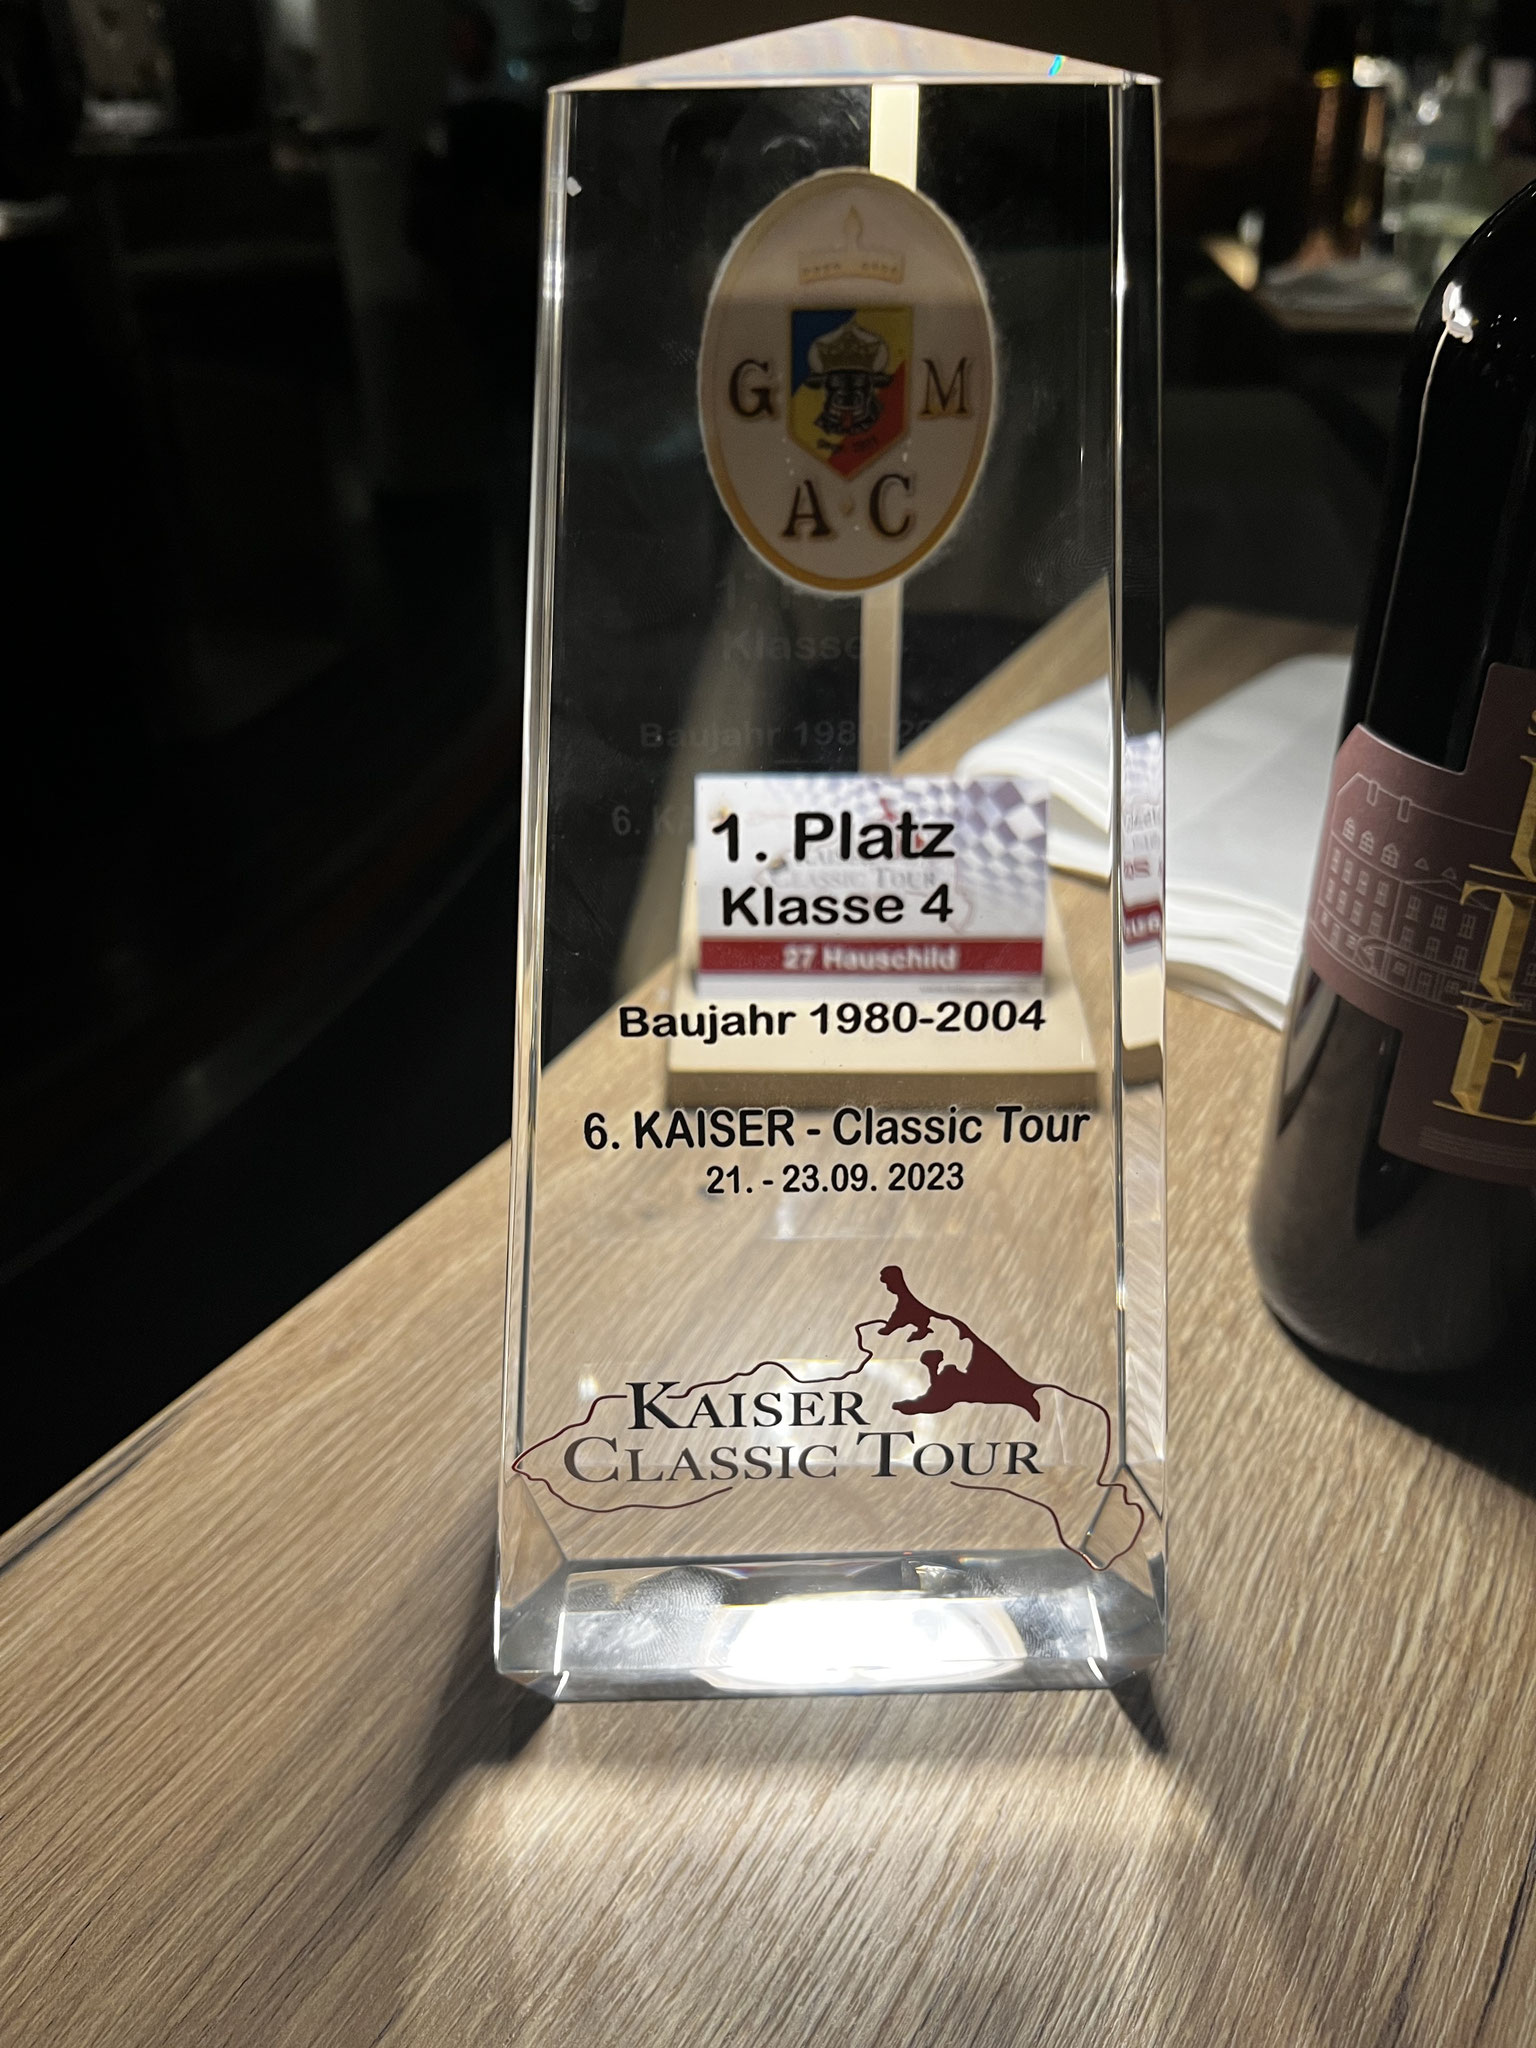 G M
A C
1. Platz
Klasse 4
27 Hauschild
Baujahr 1980-2004
6. KAISER - Classic Tour
21. - 23.09. 2023
KAISER
CLASSIC TOUR